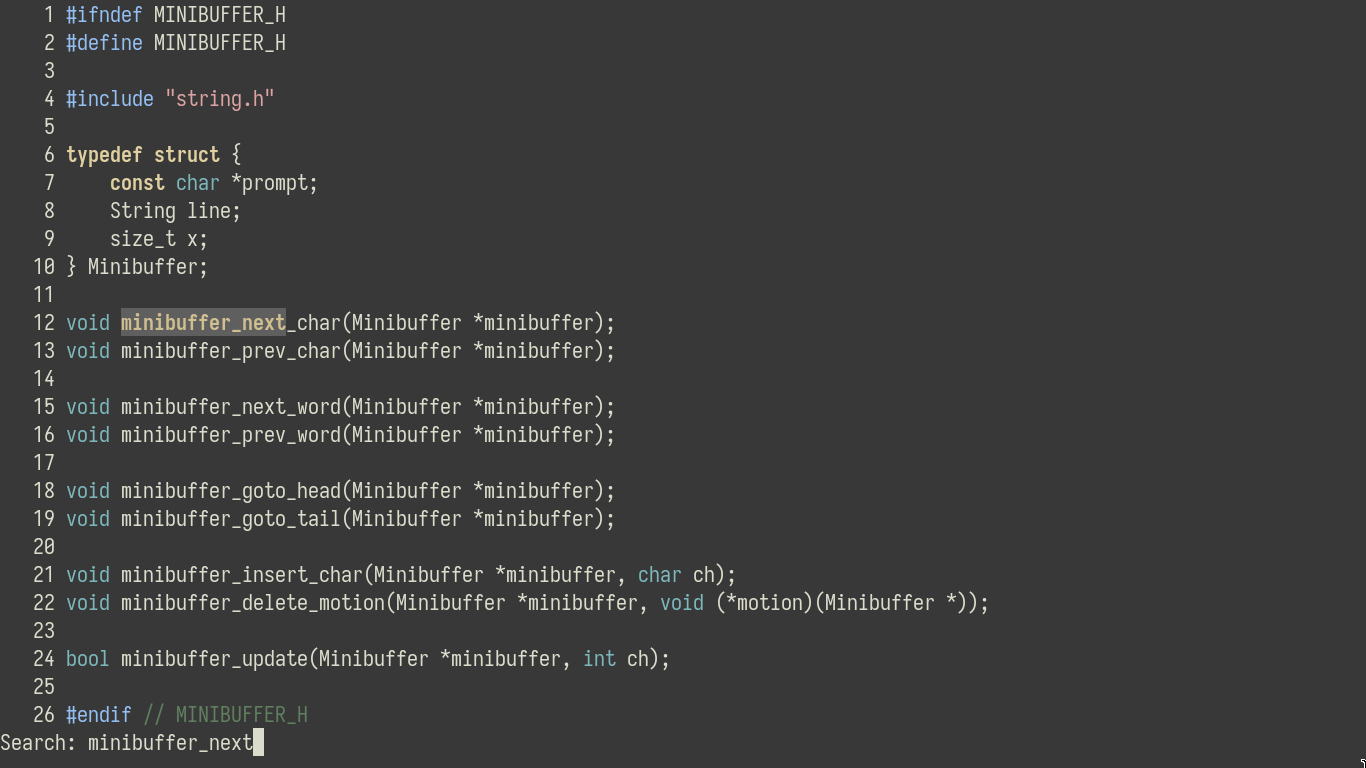 1 #ifndef MINIBUFFER_H
2 #define MINIBUFFER_H
3
4 #include "string.h"
5
6 typedef struct {
7     const char *prompt;
8     String line;
9     size_t x;
10 } Minibuffer;
11
12 void minibuffer_next_char(Minibuffer *minibuffer);
13 void minibuffer_prev_char(Minibuffer *minibuffer);
14
15 void minibuffer_next_word(Minibuffer *minibuffer);
16 void minibuffer_prev_word(Minibuffer *minibuffer);
17
18 void minibuffer_goto_head(Minibuffer *minibuffer);
19 void minibuffer_goto_tail(Minibuffer *minibuffer);
20
21 void minibuffer_insert_char(Minibuffer *minibuffer, char ch);
22 void minibuffer_delete_motion(Minibuffer *minibuffer, void (*motion)(Minibuffer *));
23
24 bool minibuffer_update(Minibuffer *minibuffer, int ch);
25
26 #endif // MINIBUFFER_H
Search: minibuffer_next